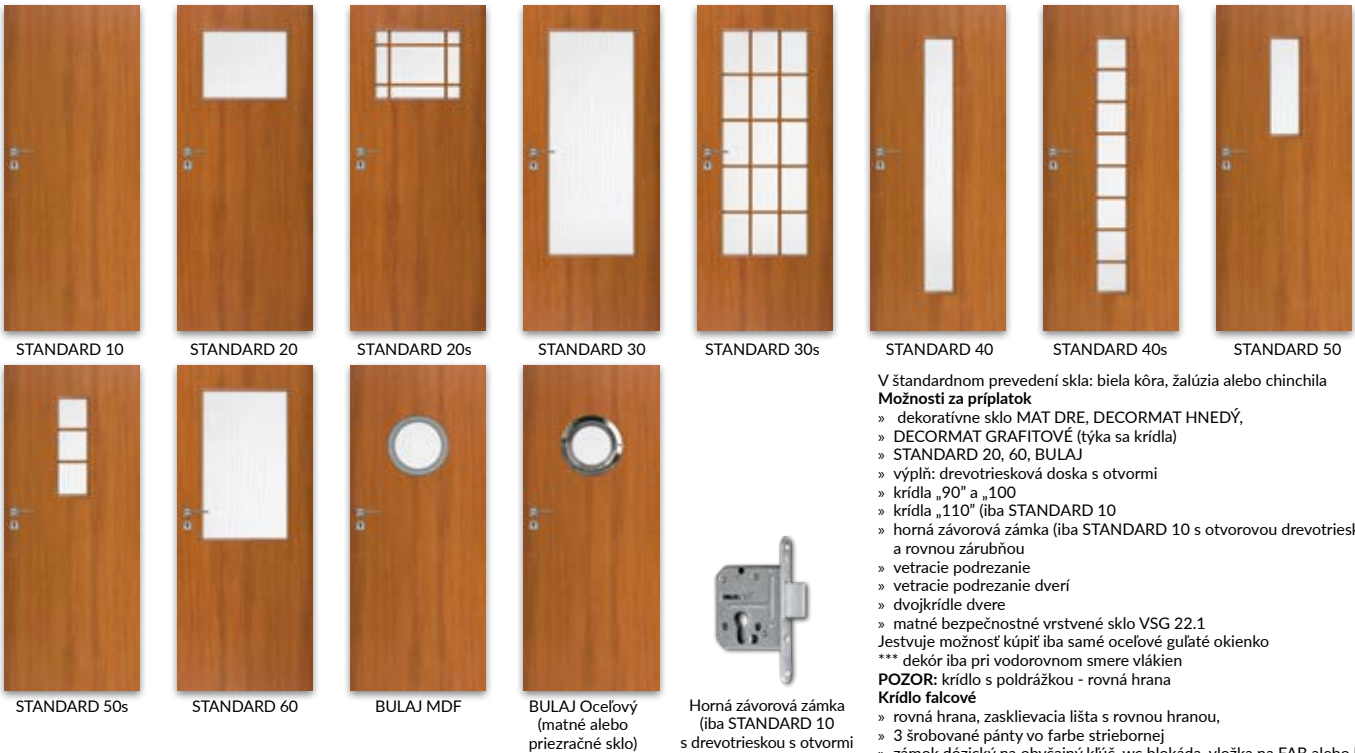 STANDARD 10
STANDARD 20
STANDARD 20s
STANDARD 30
STANDARD 30s
STANDARD 40
STANDARD 40s
STANDARD 50
STANDARD 50s
STANDARD 60
BULAJ MDF
BULAJ Oceľový
(matné alebo
priezračné sklo)
Horná závorová zámka
(iba STANDARD 10
s drevotrieskou s otvormi
V štandardnom prevedení skla: biela kôra, žalúzia alebo chinchila
Možnosti za príplatok
» dekoratívne sklo MAT DRE, DECORMAT HNEDÝ,
» DECORMAT GRAFITOVÉ (týka sa krídla)
» STANDARD 20, 60, BULAJ
» výplň: drevotriesková doska s otvormi
» krídla „90” a „100
» krídla „110” (iba STANDARD 10
» horná závorová zámka (iba STANDARD 10 s otvorovou
a rovnou zárubňou
» vetracie podrezanie
» vetracie podrezanie dverí
» dvojkrídle dvere
» matné bezpečnostné vrstvené sklo VSG 22.1
Jestvuje možnosť kúpiť iba samé oceľové guľaté okienko
*** dekór iba pri vodorovnom smere vlákien
POZOR: krídlo s poldrážkou - rovná hrana
Krídlo falcové
» rovná hrana, zasklievacia lišta s rovnou hranou,
» 3 šrobované pánty vo farbe striebornej